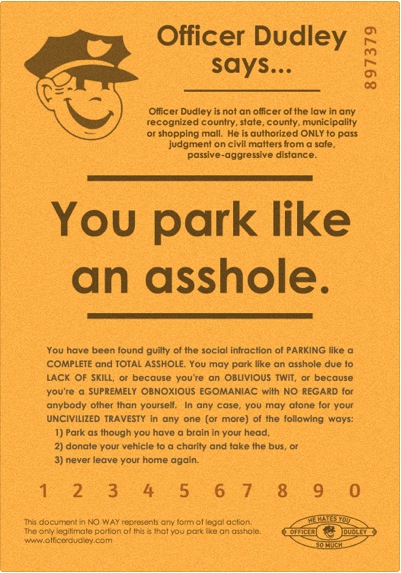 Officer Dudley
says...
897379
Officer Dudley is not an officer of the law in any
recognized country, state, county, municipality
or shopping mall.  He is authorized ONLY to pass
judgment on civil matters from a safe,
passive-aggressive distance.
You park like
an asshole.
You have been found guilty of the social infraction of PARKING like a
COMPLETE and TOTAL ASSHOLE. You may park like an asshole due to
LACK OF SKILL, or because you're an OBLIVIOUS TWIT, or because
you're a SUPREMELY OBNOXIOUS EGOMANIAC with NO REGARD for
anybody other than yourself.  In any case, you may atone for your
UNCIVILIZED TRAVESTY in any one (or more) of the following ways:
1) Park as though you have a brain in your head,
2) donate your vehicle to a charity and take the bus, or
3) never leave your home again.
1 2 3 4 5 6 7 8 9 0
This document in NO WAY represents any form of legal action.
The only legitimate portion of this is that you park like an asshole.
www.officerdudley.com
HE HATES YOU
OFFICER DUDLEY
SO MUCH